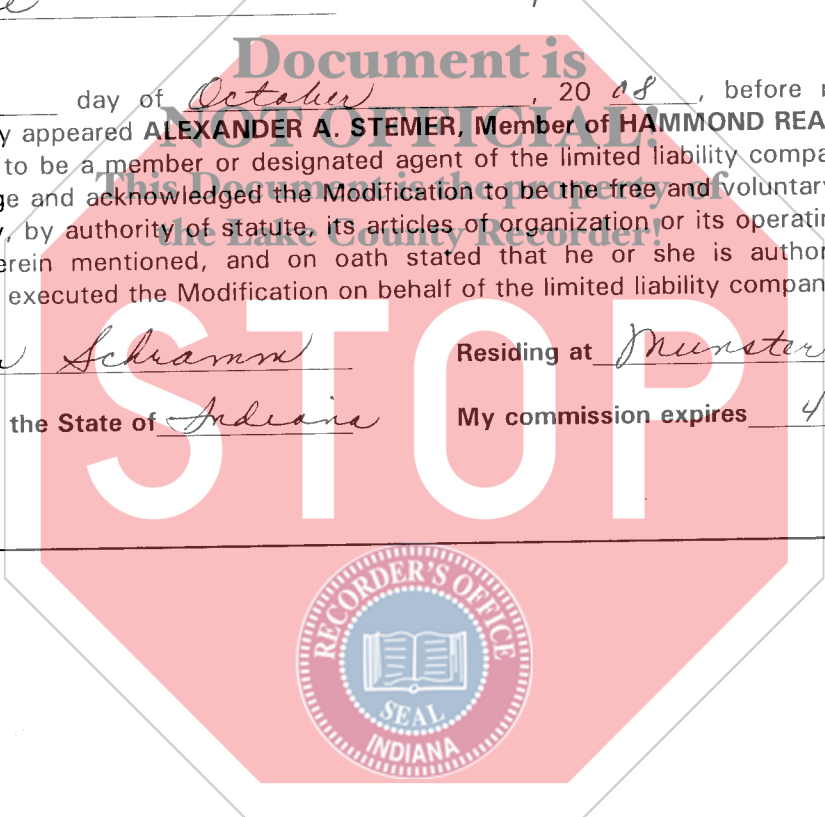 Document is
NOT OFFICIAL!
This Document is the property of
the Lake County Recorder!
day of October, 20 08, before
y appeared ALEXANDER A. STEMER, Member of HAMMOND REA
to be a member or designated agent of the limited liability compa
ge and acknowledged the Modification to be the free and voluntary
, by authority of statute, its articles of organization or its operatin
erein mentioned, and on oath stated that he or she is author
executed the Modification on behalf of the limited liability compan
Schramm Residing at Munster
the State of Indiana My commission expires 4
STOP
RECORDER'S OFFICE
SEAL
INDIANA